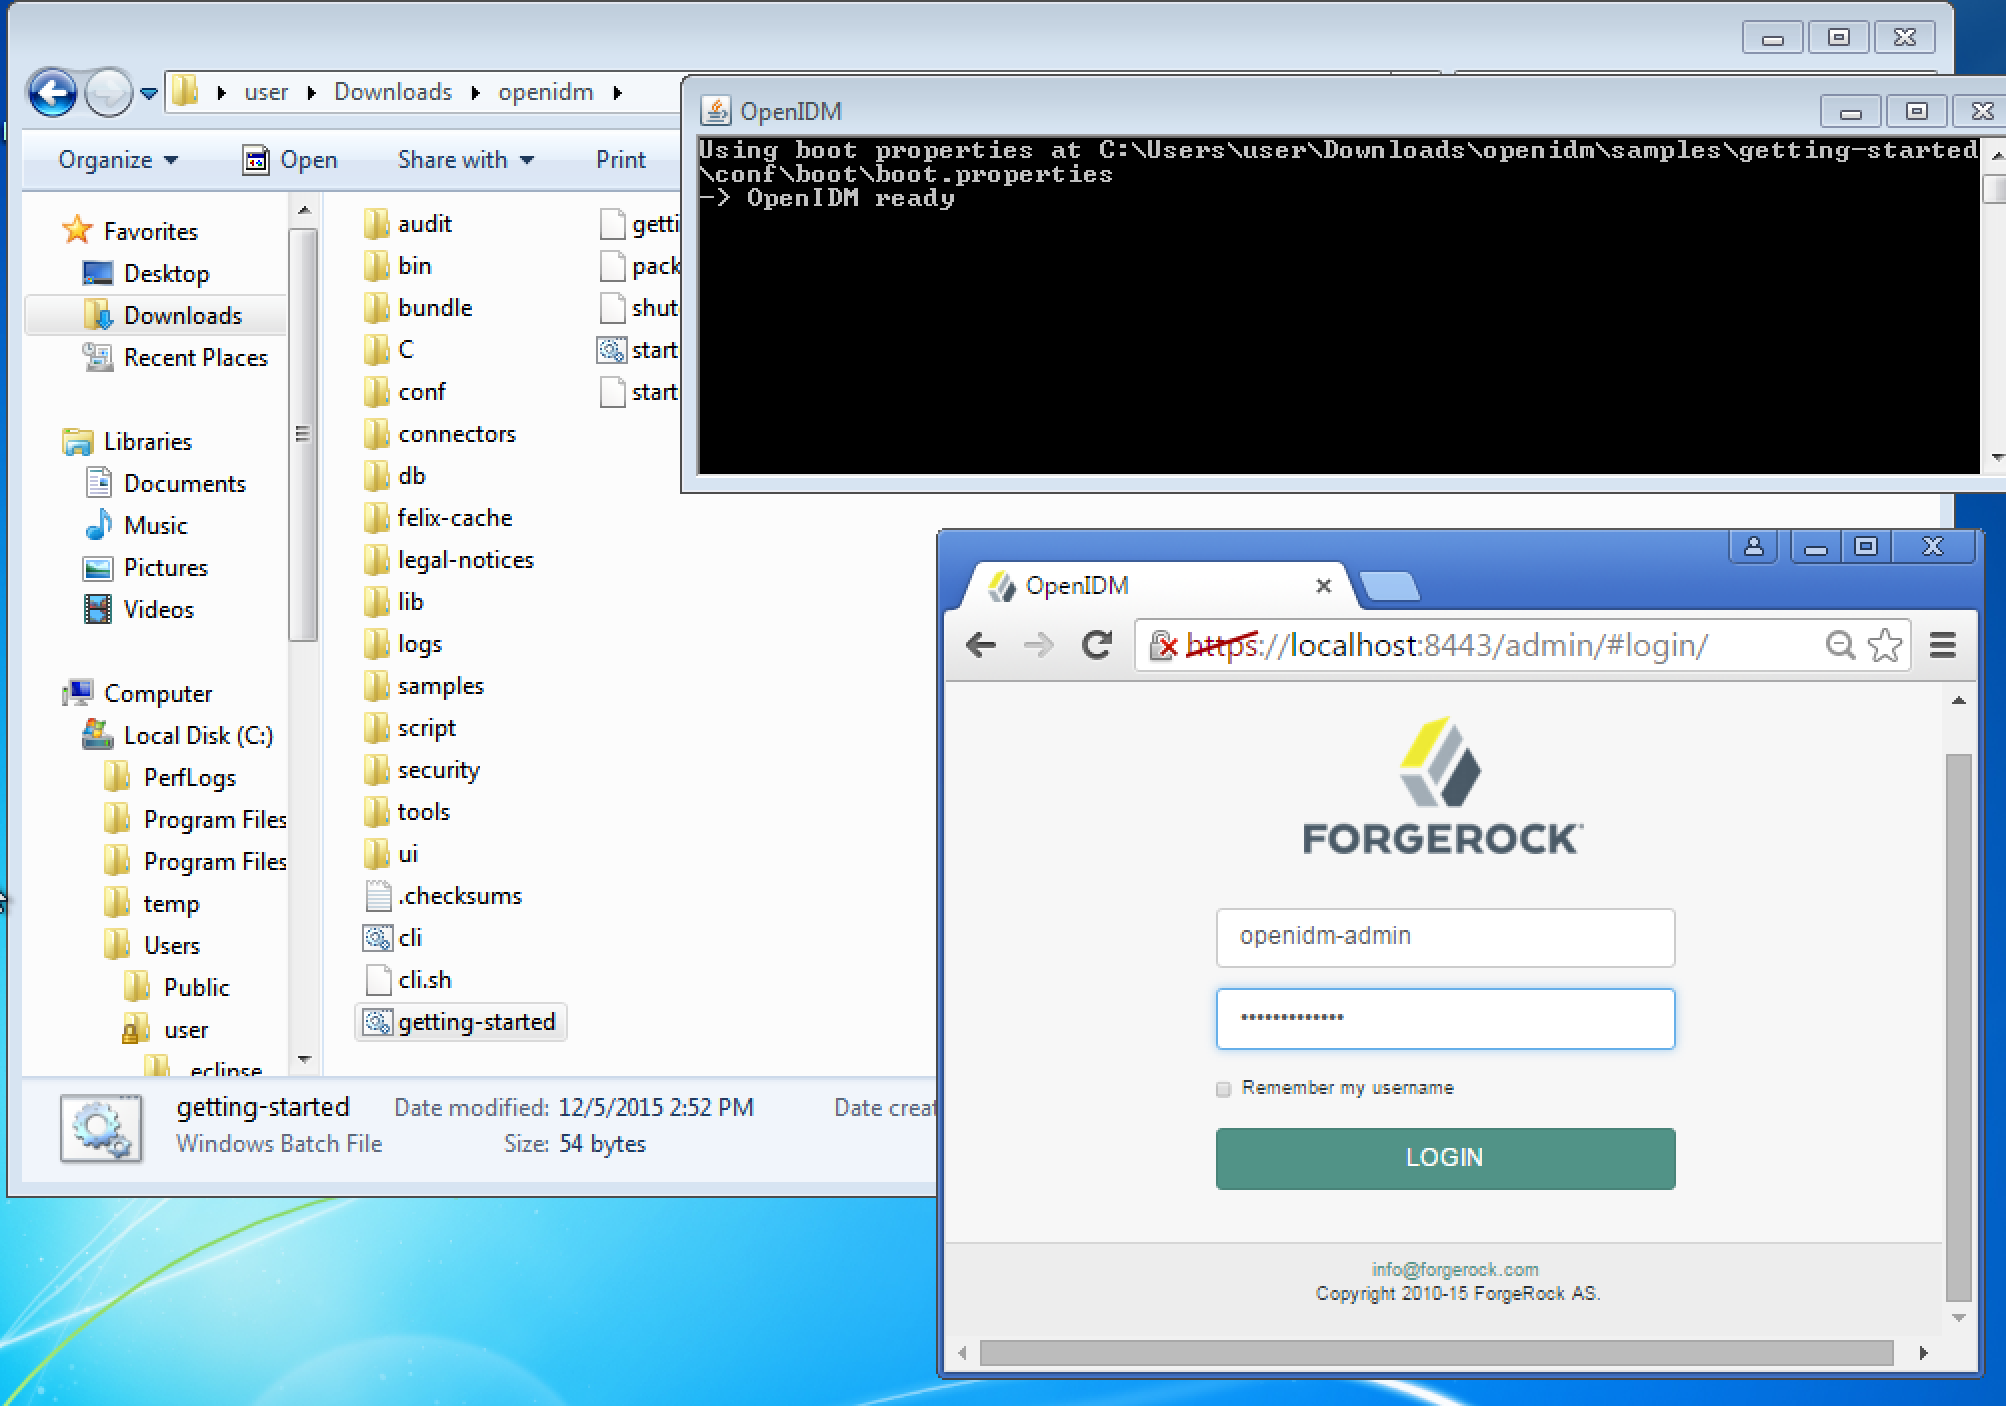 user Downloads openidm
Organize Open Share with Print
Favorites
Desktop
Downloads
Recent Places
Libraries
Documents
Music
Pictures
Videos
Computer
Local Disk (C:)
PerfLogs
Program Files
Program Files
temp
Users
Public
user
.eclipse
audit
bin
bundle
C
conf
connectors
db
felix-cache
legal-notices
lib
logs
samples
script
security
tools
ui
.checksums
cli
cli.sh
getting-started
getti
pack
shut
start
start
getting-started Date modified: 12/5/2015 2:52 PM Date creat
Windows Batch File Size: 54 bytes
OpenIDM
Using boot properties at C:\Users\user\Downloads\openidm\samples\getting-started
\conf\boot\boot.properties
-> OpenIDM ready
OpenIDM
https://localhost:8443/admin/#login/
FORGEROCK
openidm-admin
•••••••••••••
Remember my username
LOGIN
info@forgerock.com
Copyright 2010-15 ForgeRock AS.